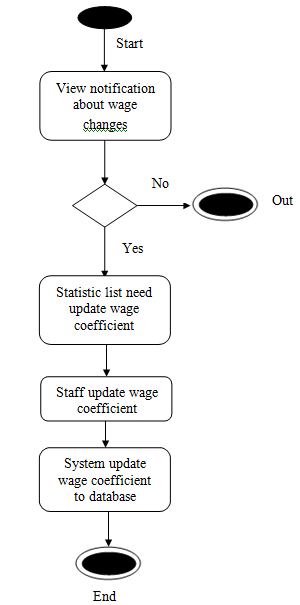 Start
View notification
about wage
changes
No
Out
Yes
Statistic list need
update wage
coefficient
Staff update wage
coefficient
System update
wage coefficient
to database
End